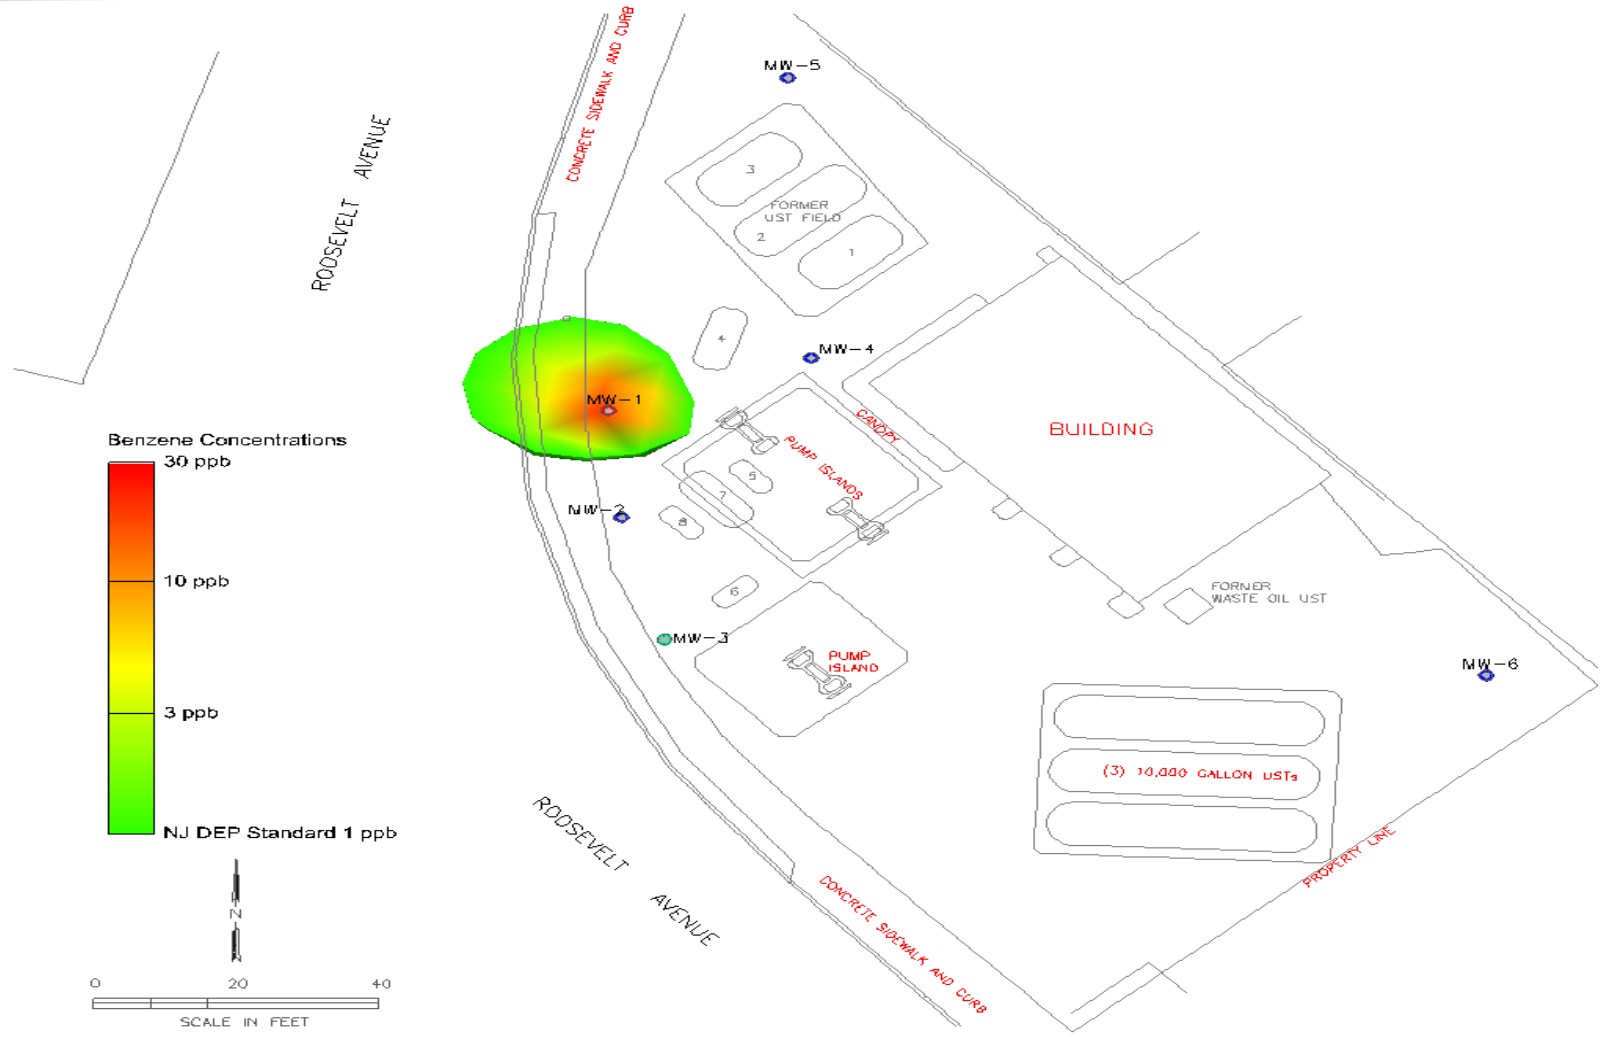 CONCRETE SIDEWALK AND CURB
MW-5
ROOSEVELT AVENUE
3
FORMER
UST FIELD
2
1
4
MW-4
MW-1
CANOPY
BUILDING
PUMP ISLANDS
Benzene Concentrations
30 ppb
10 ppb
3 ppb
NJ DEP Standard 1 ppb
5
7
MW-2
8
6
FORMER
WASTE OIL UST
MW-3
PUMP
ISLAND
MW-6
(3) 10,000 GALLON USTs
ROOSEVELT AVENUE
PROPERTY LINE
CONCRETE SIDEWALK AND CURB
N
0 20 40
SCALE IN FEET